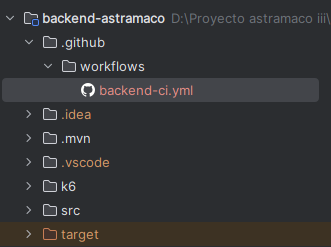 backend-astramaco D:\Proyecto astramaco iii\
.github
workflows
backend-ci.yml
.idea
.mvn
.vscode
k6
src
target